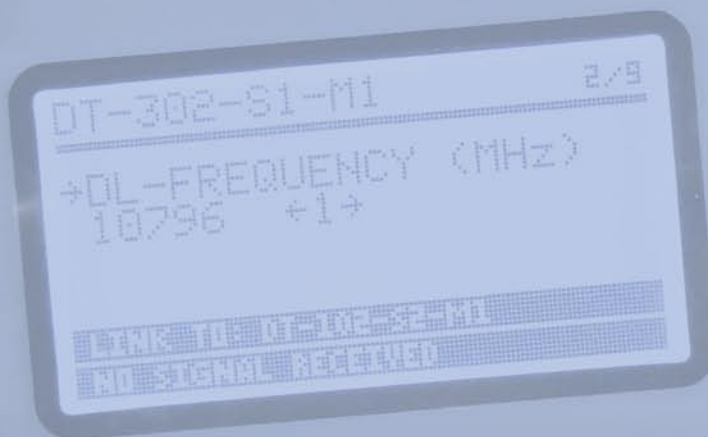 DT-302-S1-M1 2/9
→DL-FREQUENCY (MHz)
10796 ←1→
LINK TO: DT-102-S2-M1
NO SIGNAL RECEIVED